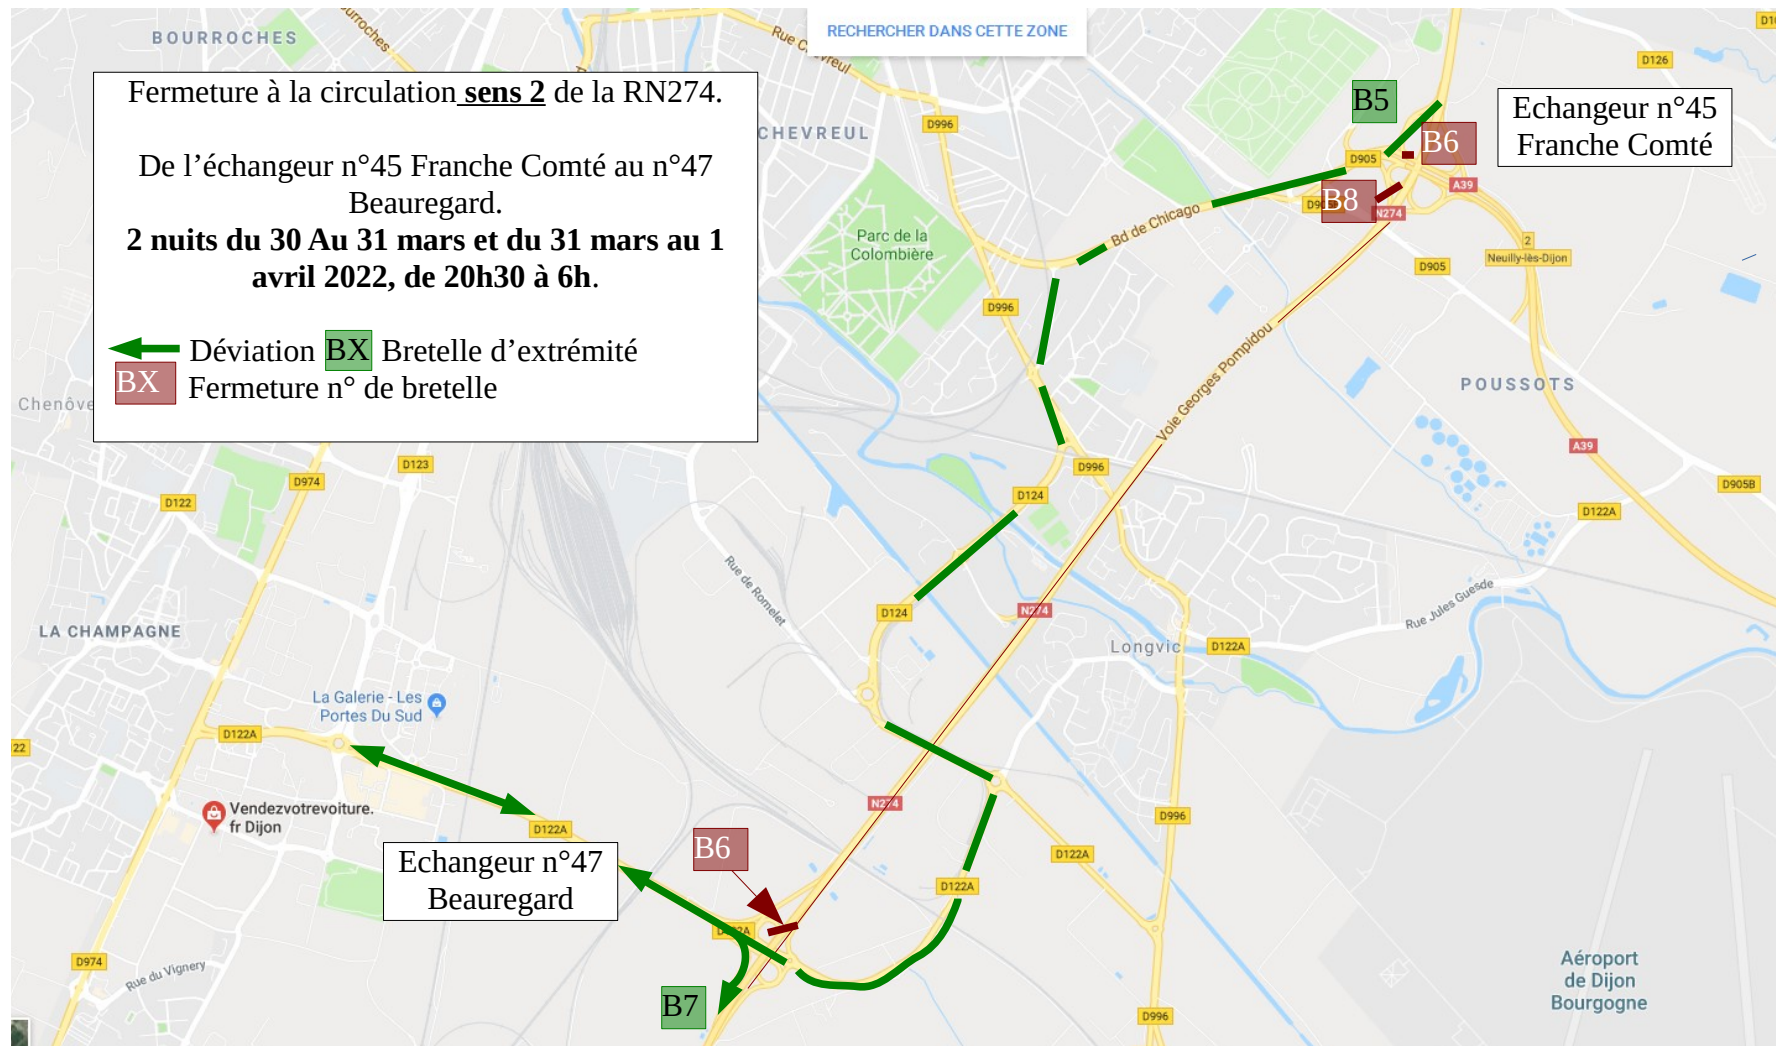 RECHERCHER DANS CETTE ZONE
BOURROCHES
Fermeture à la circulation sens 2 de la RN274.
De l’échangeur n°45 Franche Comté au n°47
Beauregard.
2 nuits du 30 Au 31 mars et du 31 mars au 1
avril 2022, de 20h30 à 6h.
Déviation BX Bretelle d’extrémité
BX Fermeture n° de bretelle
CHEVREUL
D996
D126
B5
B6
Echangeur n°45
Franche Comté
D905
A39
B8
N274
Bd de Chicago
Parc de la
Colombière
2
Neuilly-lès-Dijon
D905
D996
Voie Georges Pompidou
POUSSOTS
Chenôve
A39
D123
D974
D122
D996
D124
D905B
D122A
Rue de Romelet
Rue Jules Guesde
D124
N274
LA CHAMPAGNE
Longvic
D122A
La Galerie - Les
Portes Du Sud
D122A
22
Vendezvotrevoiture.
fr Dijon
N274
D122A
D996
Echangeur n°47
Beauregard
B6
D122A
D122A
D974
Rue du Vignery
B7
D996
Aéroport
de Dijon
Bourgogne